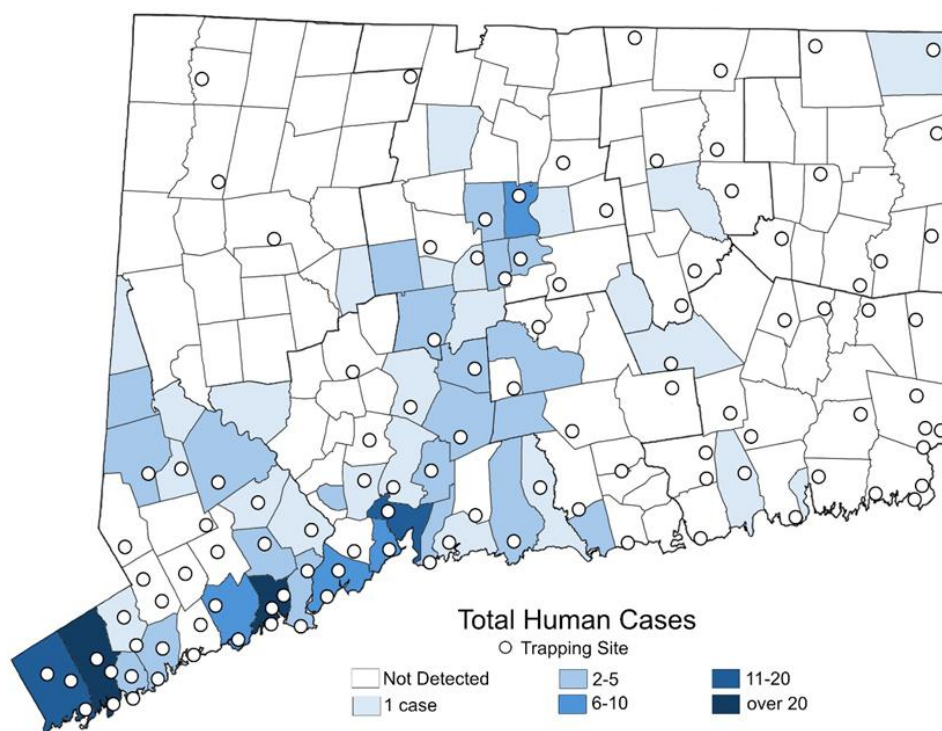 Total Human Cases
Trapping Site
Not Detected
2-5
11-20
1 case
6-10
over 20